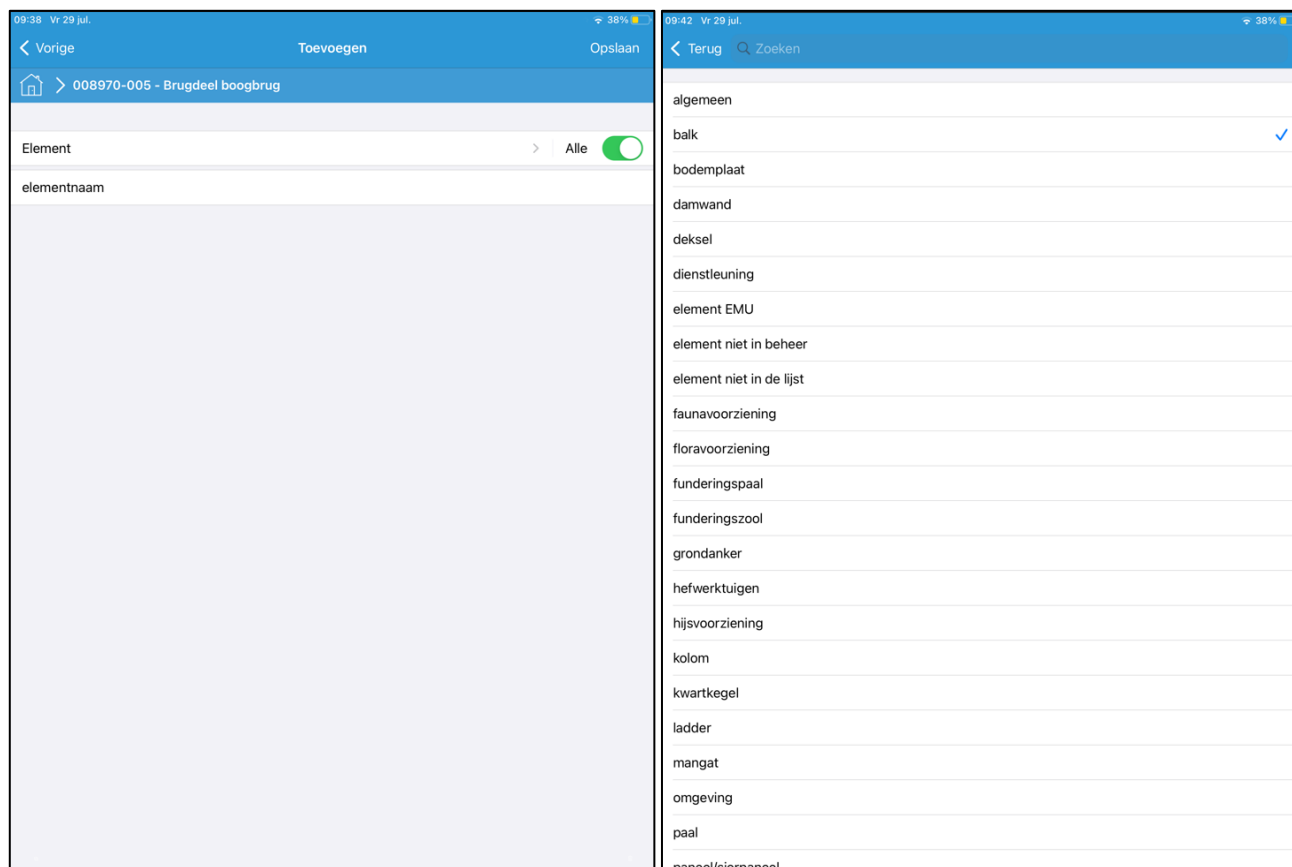 09:38 Vr 29 jul.
38%
Vorige
Toevoegen
Opslaan
008970-005 - Brugdeel boogbrug
Element
Alle
elementnaam
09:42 Vr 29 jul.
38%
Terug
Zoeken
algemeen
balk
bodemplaat
damwand
deksel
dienstleuning
element EMU
element niet in beheer
element niet in de lijst
faunavoorziening
floravoorziening
funderingspaal
funderingszool
grondanker
hefwerktuigen
hijsvoorziening
kolom
kwartkegel
ladder
mangat
omgeving
paal
paneel/sierpaneel